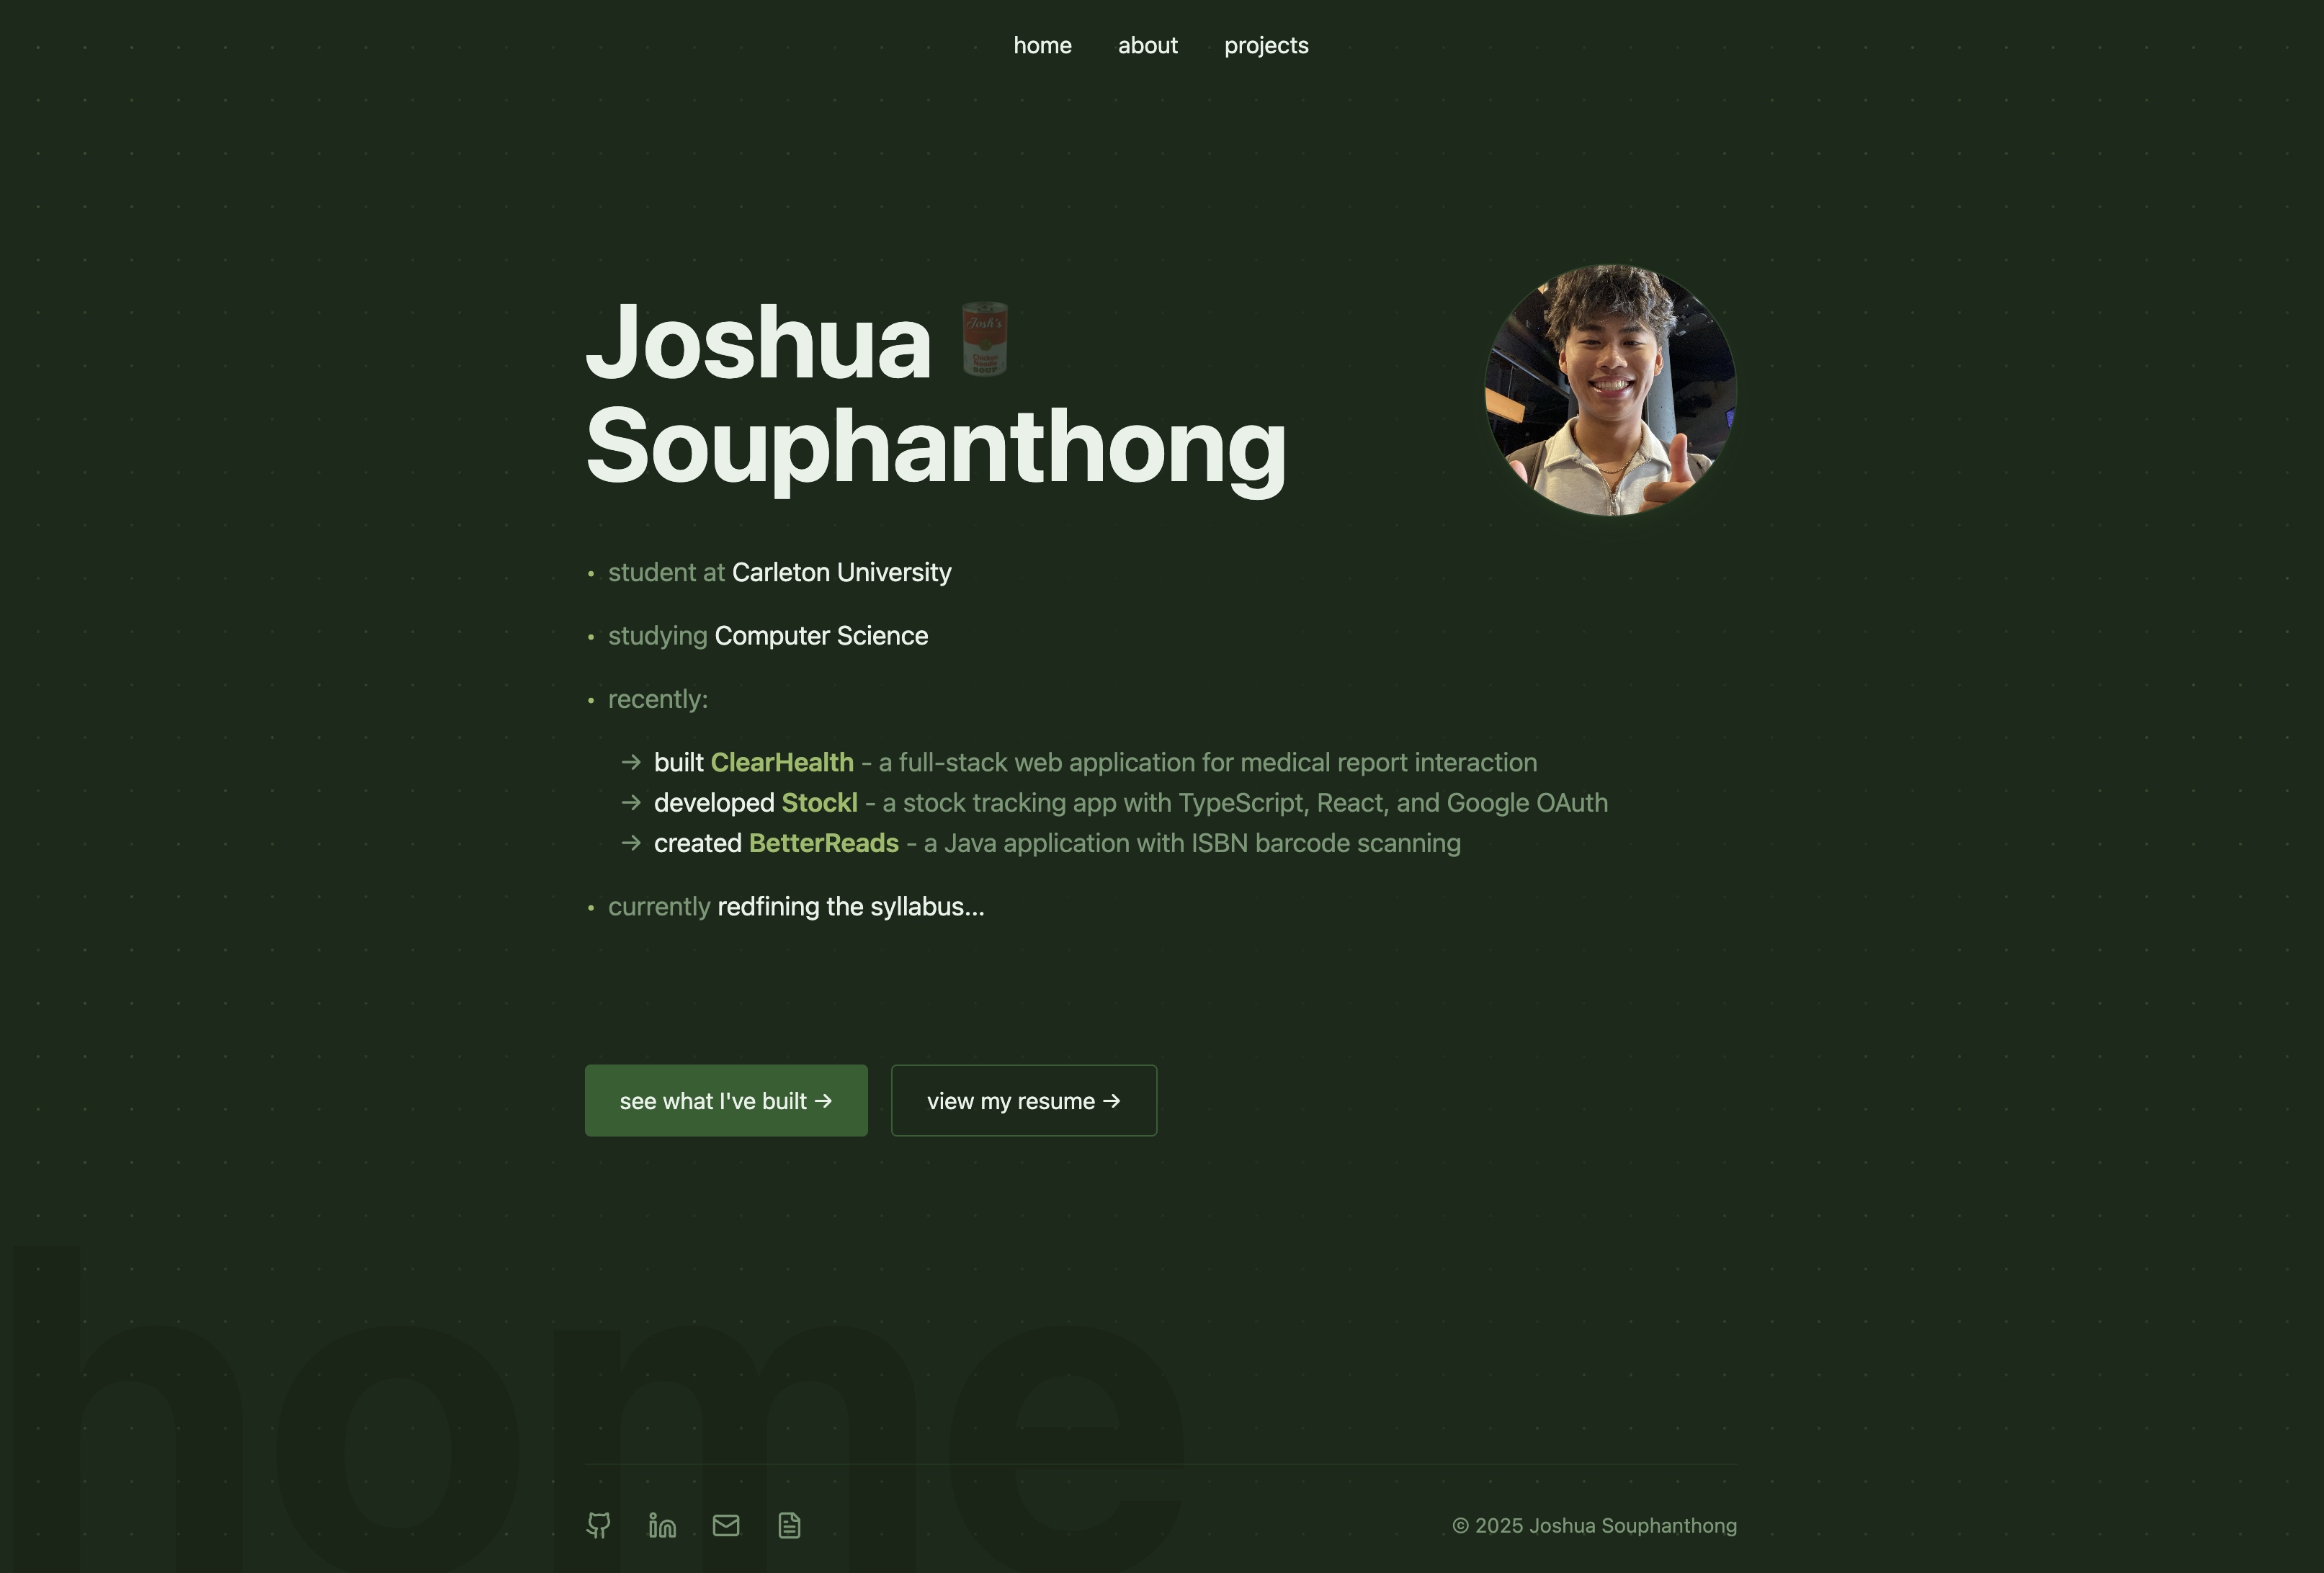 home about projects
Joshua
Josh's
Chicken
Noodle
SOUP
Souphanthong
• student at Carleton University
• studying Computer Science
• recently:
→ built ClearHealth - a full-stack web application for medical report interaction
→ developed Stockl - a stock tracking app with TypeScript, React, and Google OAuth
→ created BetterReads - a Java application with ISBN barcode scanning
• currently redfining the syllabus...
see what I've built → view my resume →
home
in
© 2025 Joshua Souphanthong